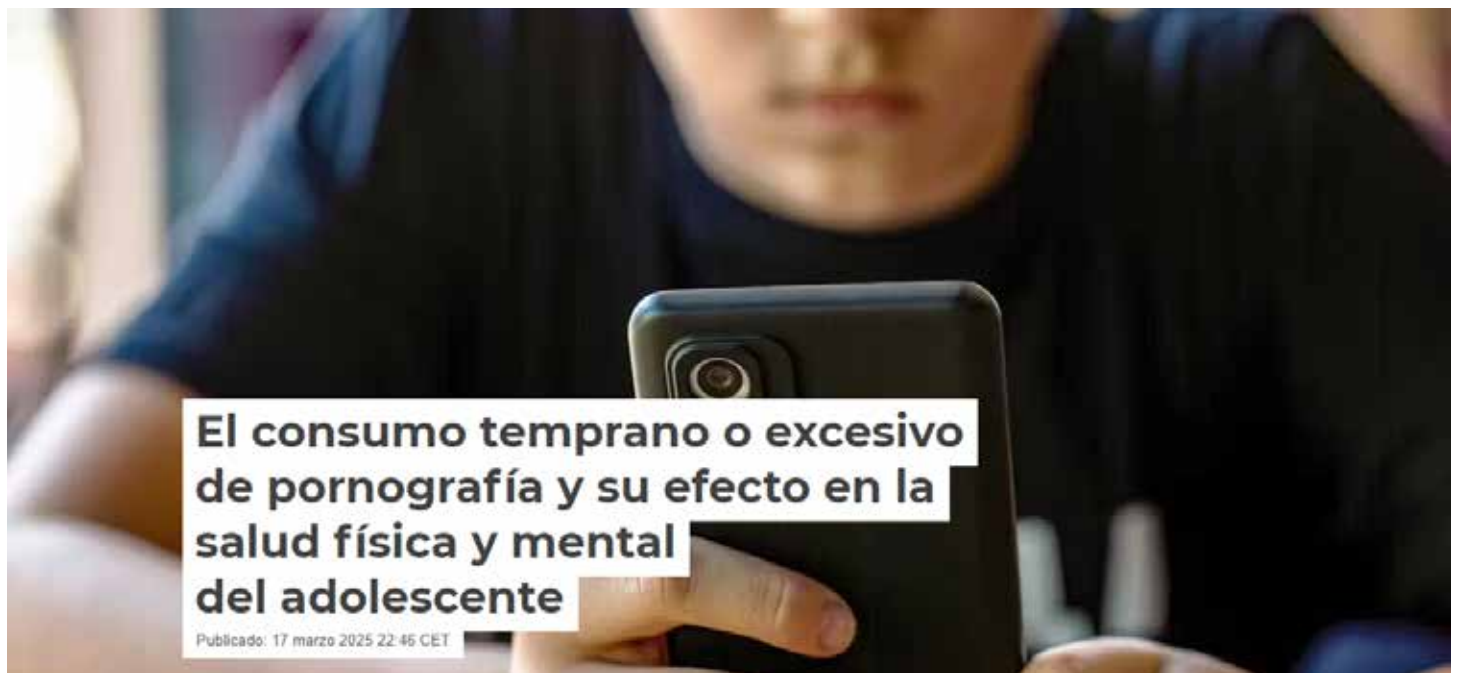 El consumo temprano o excesivo
de pornografía y su efecto en la
salud física y mental
del adolescente
Publicado: 17 marzo 2025 22:46 CET